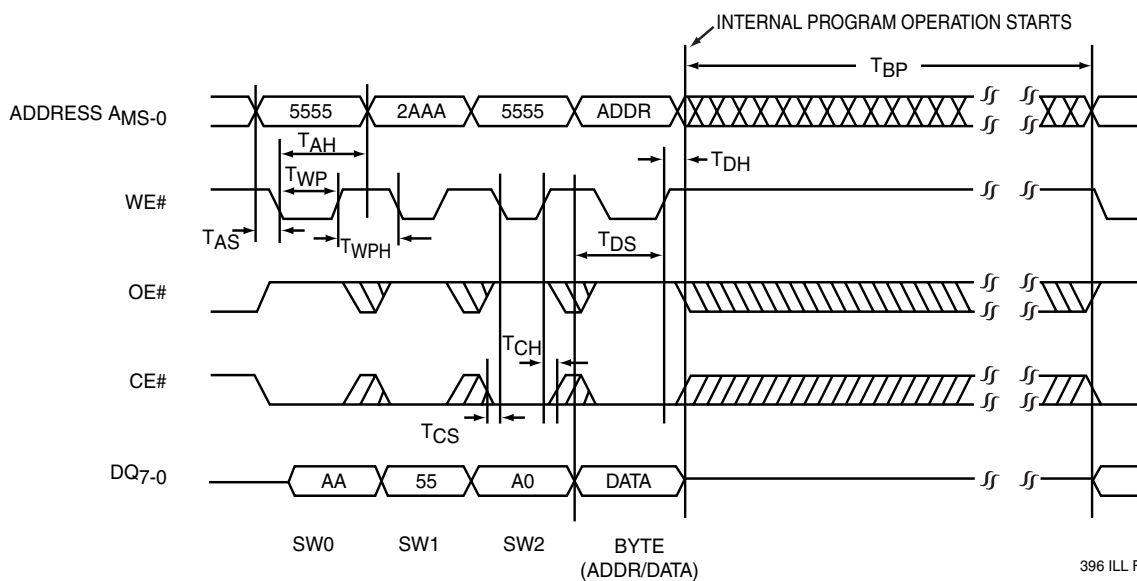 INTERNAL PROGRAM OPERATION STARTS
TBP
ADDRESS AMS-0
5555
2AAA
5555
ADDR
TAH
TDH
TWP
WE#
TAS
TWPH
TDS
OE#
TCH
CE#
TCS
DQ7-0
AA
55
A0
DATA
SW0
SW1
SW2
BYTE
(ADDR/DATA)
396 ILL F